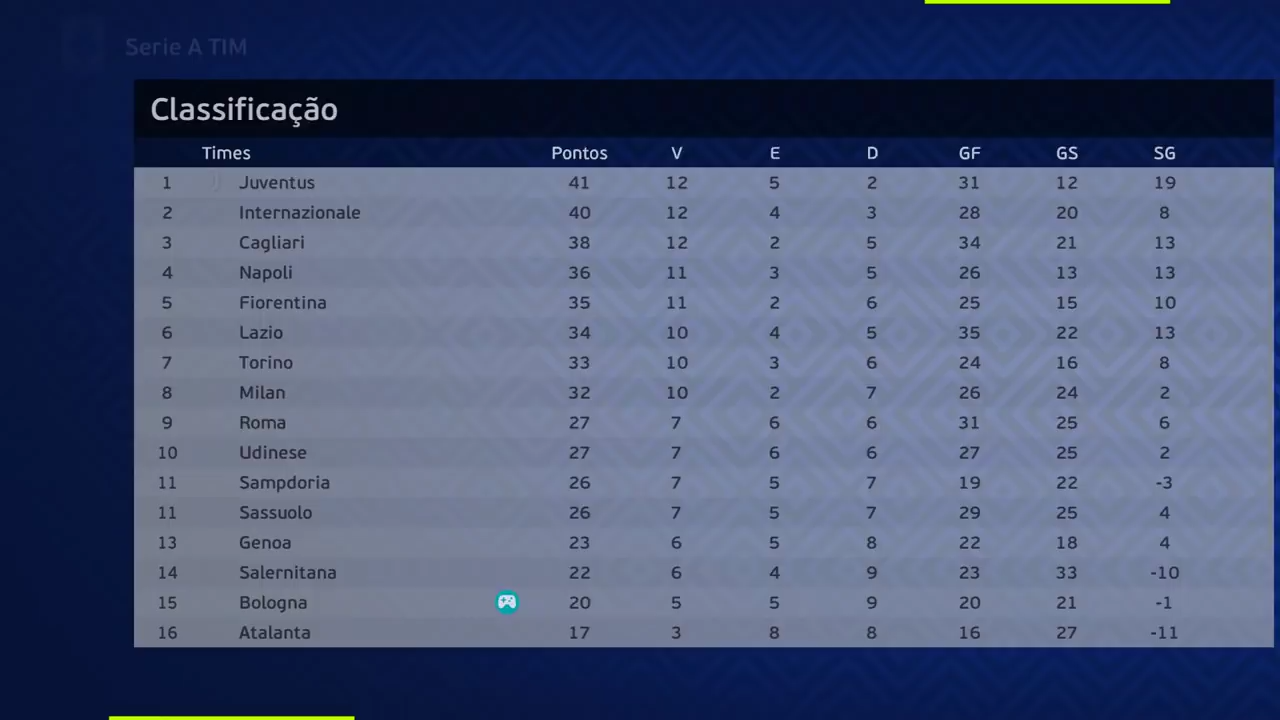 Serie A TIM
Classificação
Times Pontos V E D GF GS SG
1 Juventus 41 12 5 2 31 12 19
2 Internazionale 40 12 4 3 28 20 8
3 Cagliari 38 12 2 5 34 21 13
4 Napoli 36 11 3 5 26 13 13
5 Fiorentina 35 11 2 6 25 15 10
6 Lazio 34 10 4 5 35 22 13
7 Torino 33 10 3 6 24 16 8
8 Milan 32 10 2 7 26 24 2
9 Roma 27 7 6 6 31 25 6
10 Udinese 27 7 6 6 27 25 2
11 Sampdoria 26 7 5 7 19 22 -3
11 Sassuolo 26 7 5 7 29 25 4
13 Genoa 23 6 5 8 22 18 4
14 Salernitana 22 6 4 9 23 33 -10
15 Bologna 20 5 5 9 20 21 -1
16 Atalanta 17 3 8 8 16 27 -11